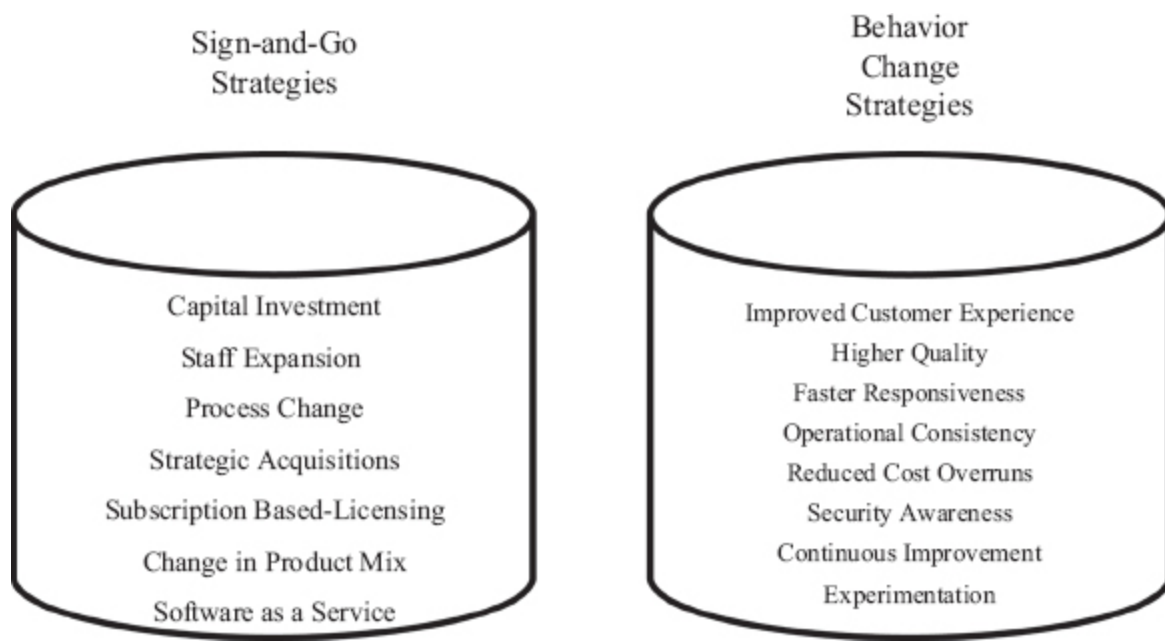 Sign-and-Go
Strategies
Capital Investment
Staff Expansion
Process Change
Strategic Acquisitions
Subscription Based-Licensing
Change in Product Mix
Software as a Service
Behavior
Change
Strategies
Improved Customer Experience
Higher Quality
Faster Responsiveness
Operational Consistency
Reduced Cost Overruns
Security Awareness
Continuous Improvement
Experimentation